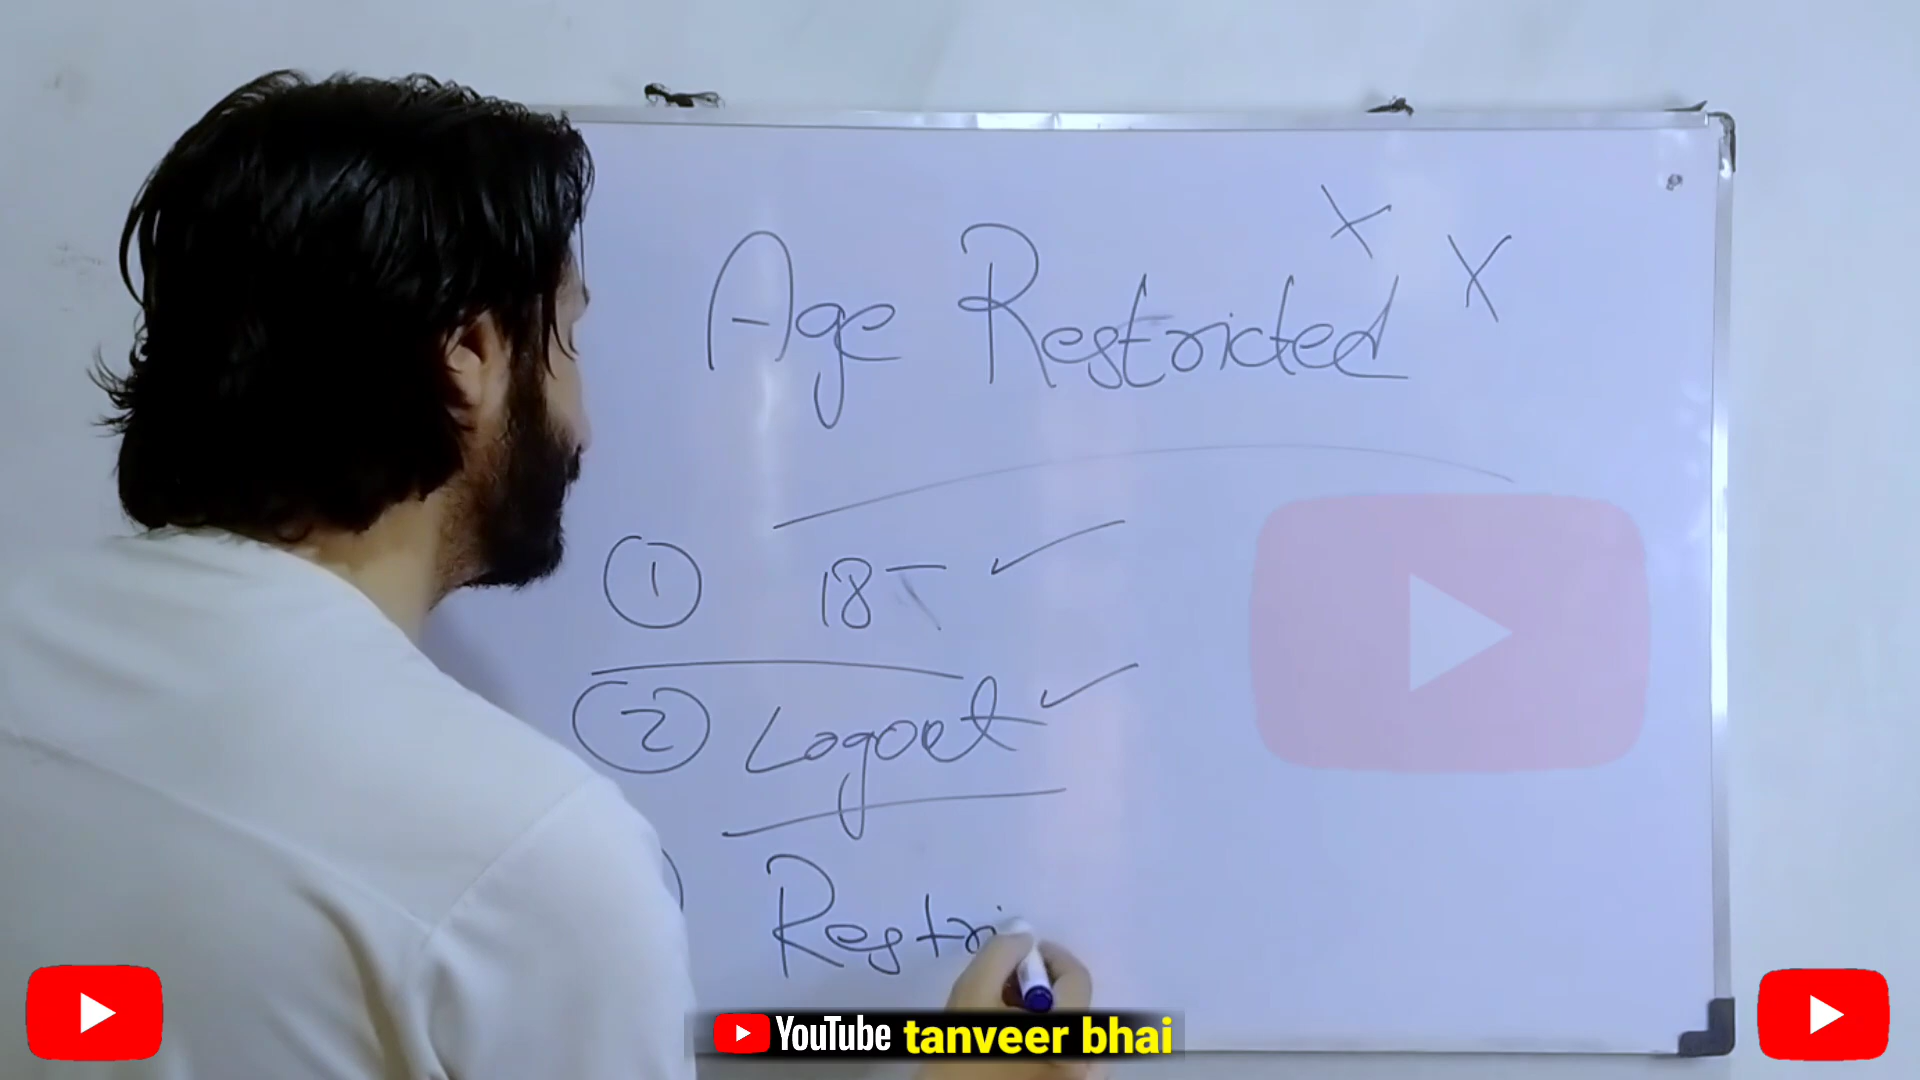 Age Restricted
1 18-
2 Logout
Restri
YouTube tanveer bhai